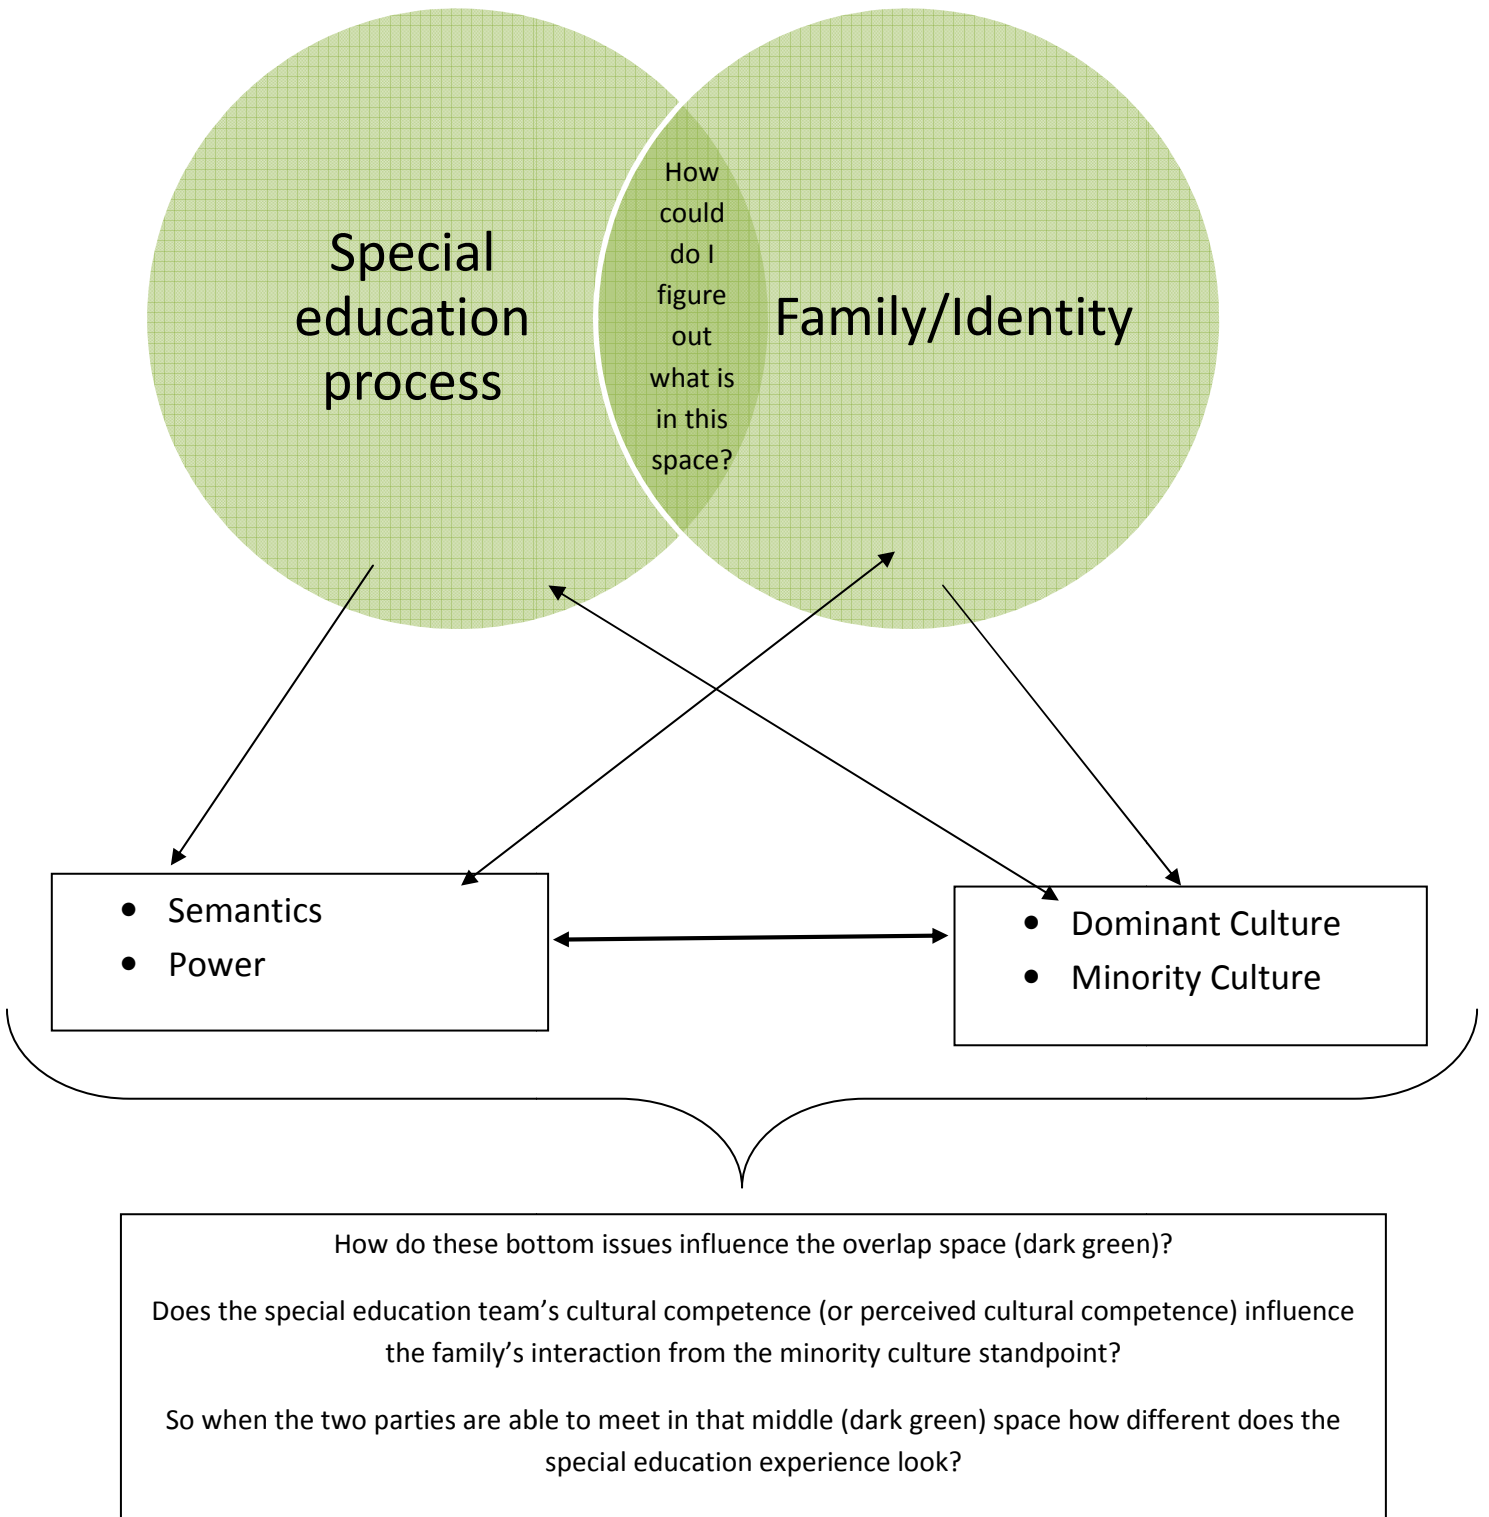 Special
education
process
How
could
do I
figure
out
what is
in this
space?
Family/Identity
• Semantics
• Power
• Dominant Culture
• Minority Culture
How do these bottom issues influence the overlap space (dark green)?
Does the special education team’s cultural competence (or perceived cultural competence) influence
the family’s interaction from the minority culture standpoint?
So when the two parties are able to meet in that middle (dark green) space how different does the
special education experience look?